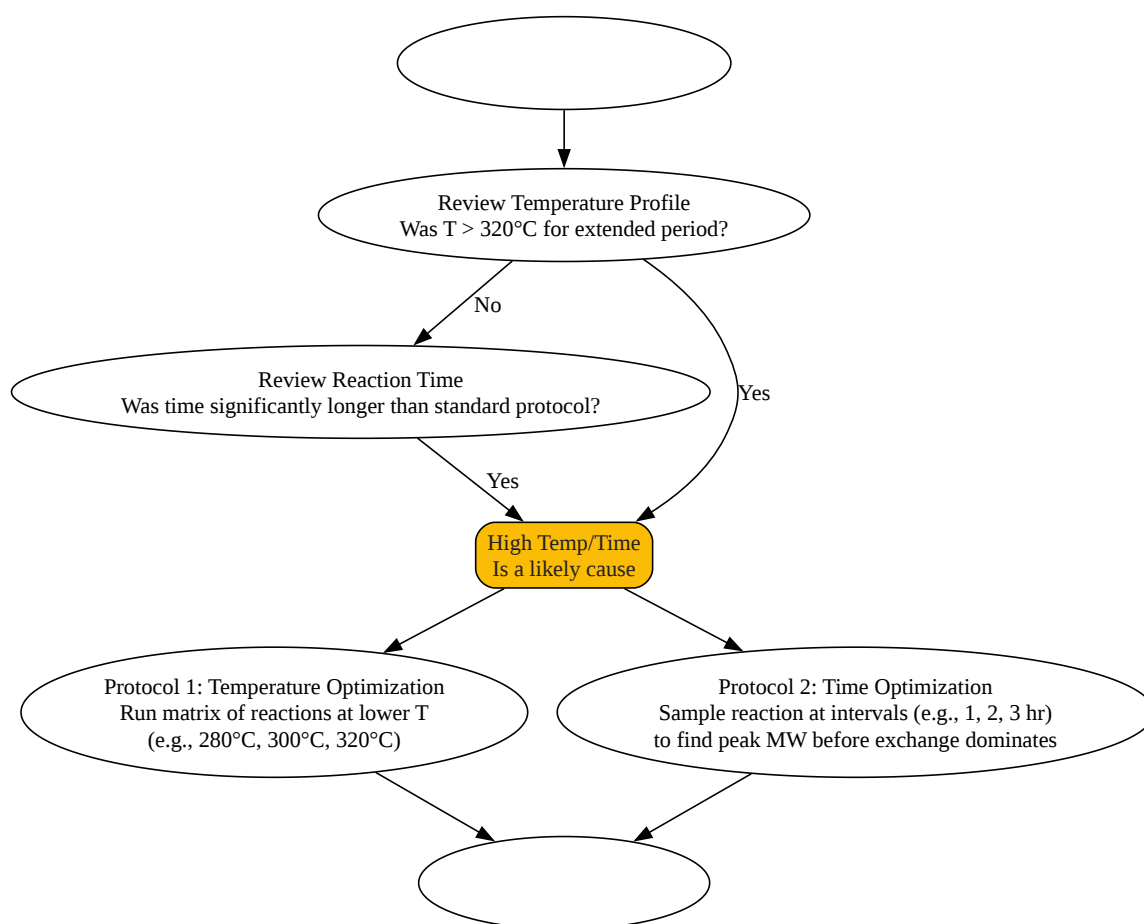 Review Temperature Profile
Was T > 320°C for extended period?
No
Review Reaction Time
Was time significantly longer than standard protocol?
Yes
Yes
High Temp/Time
Is a likely cause
Protocol 1: Temperature Optimization
Run matrix of reactions at lower T
(e.g., 280°C, 300°C, 320°C)
Protocol 2: Time Optimization
Sample reaction at intervals (e.g., 1, 2, 3 hr)
to find peak MW before exchange dominates